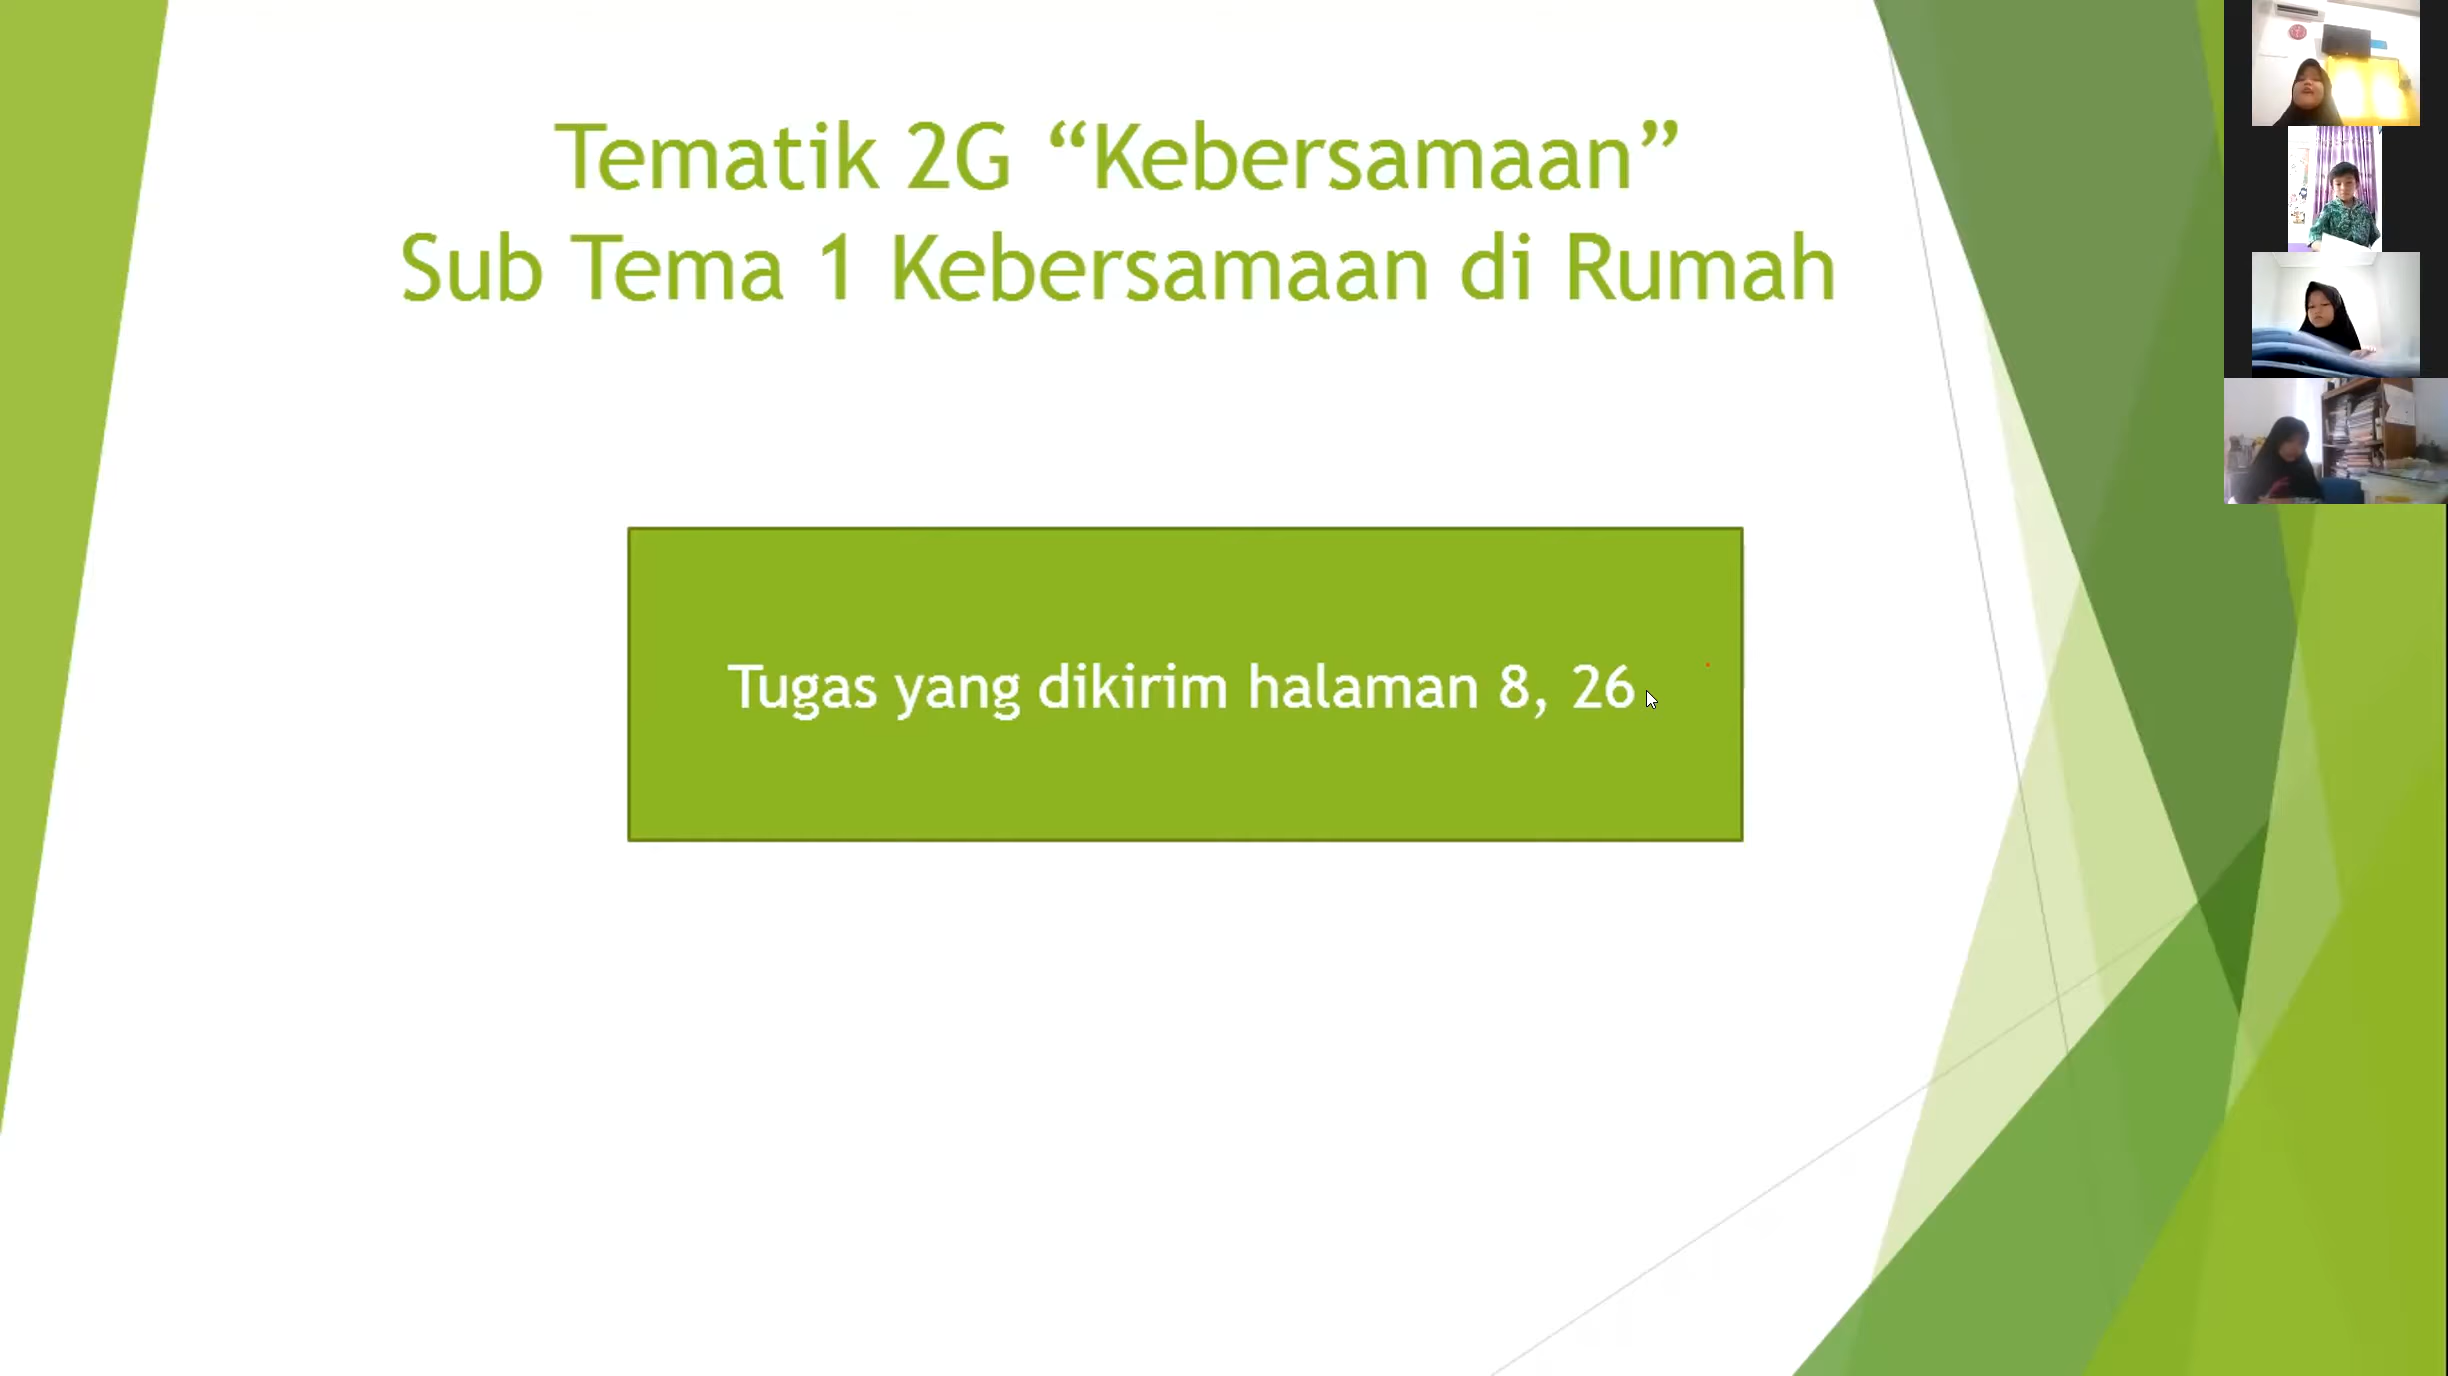 Tematik 2G “Kebersamaan”
Sub Tema 1 Kebersamaan di Rumah
Tugas yang dikirim halaman 8, 26